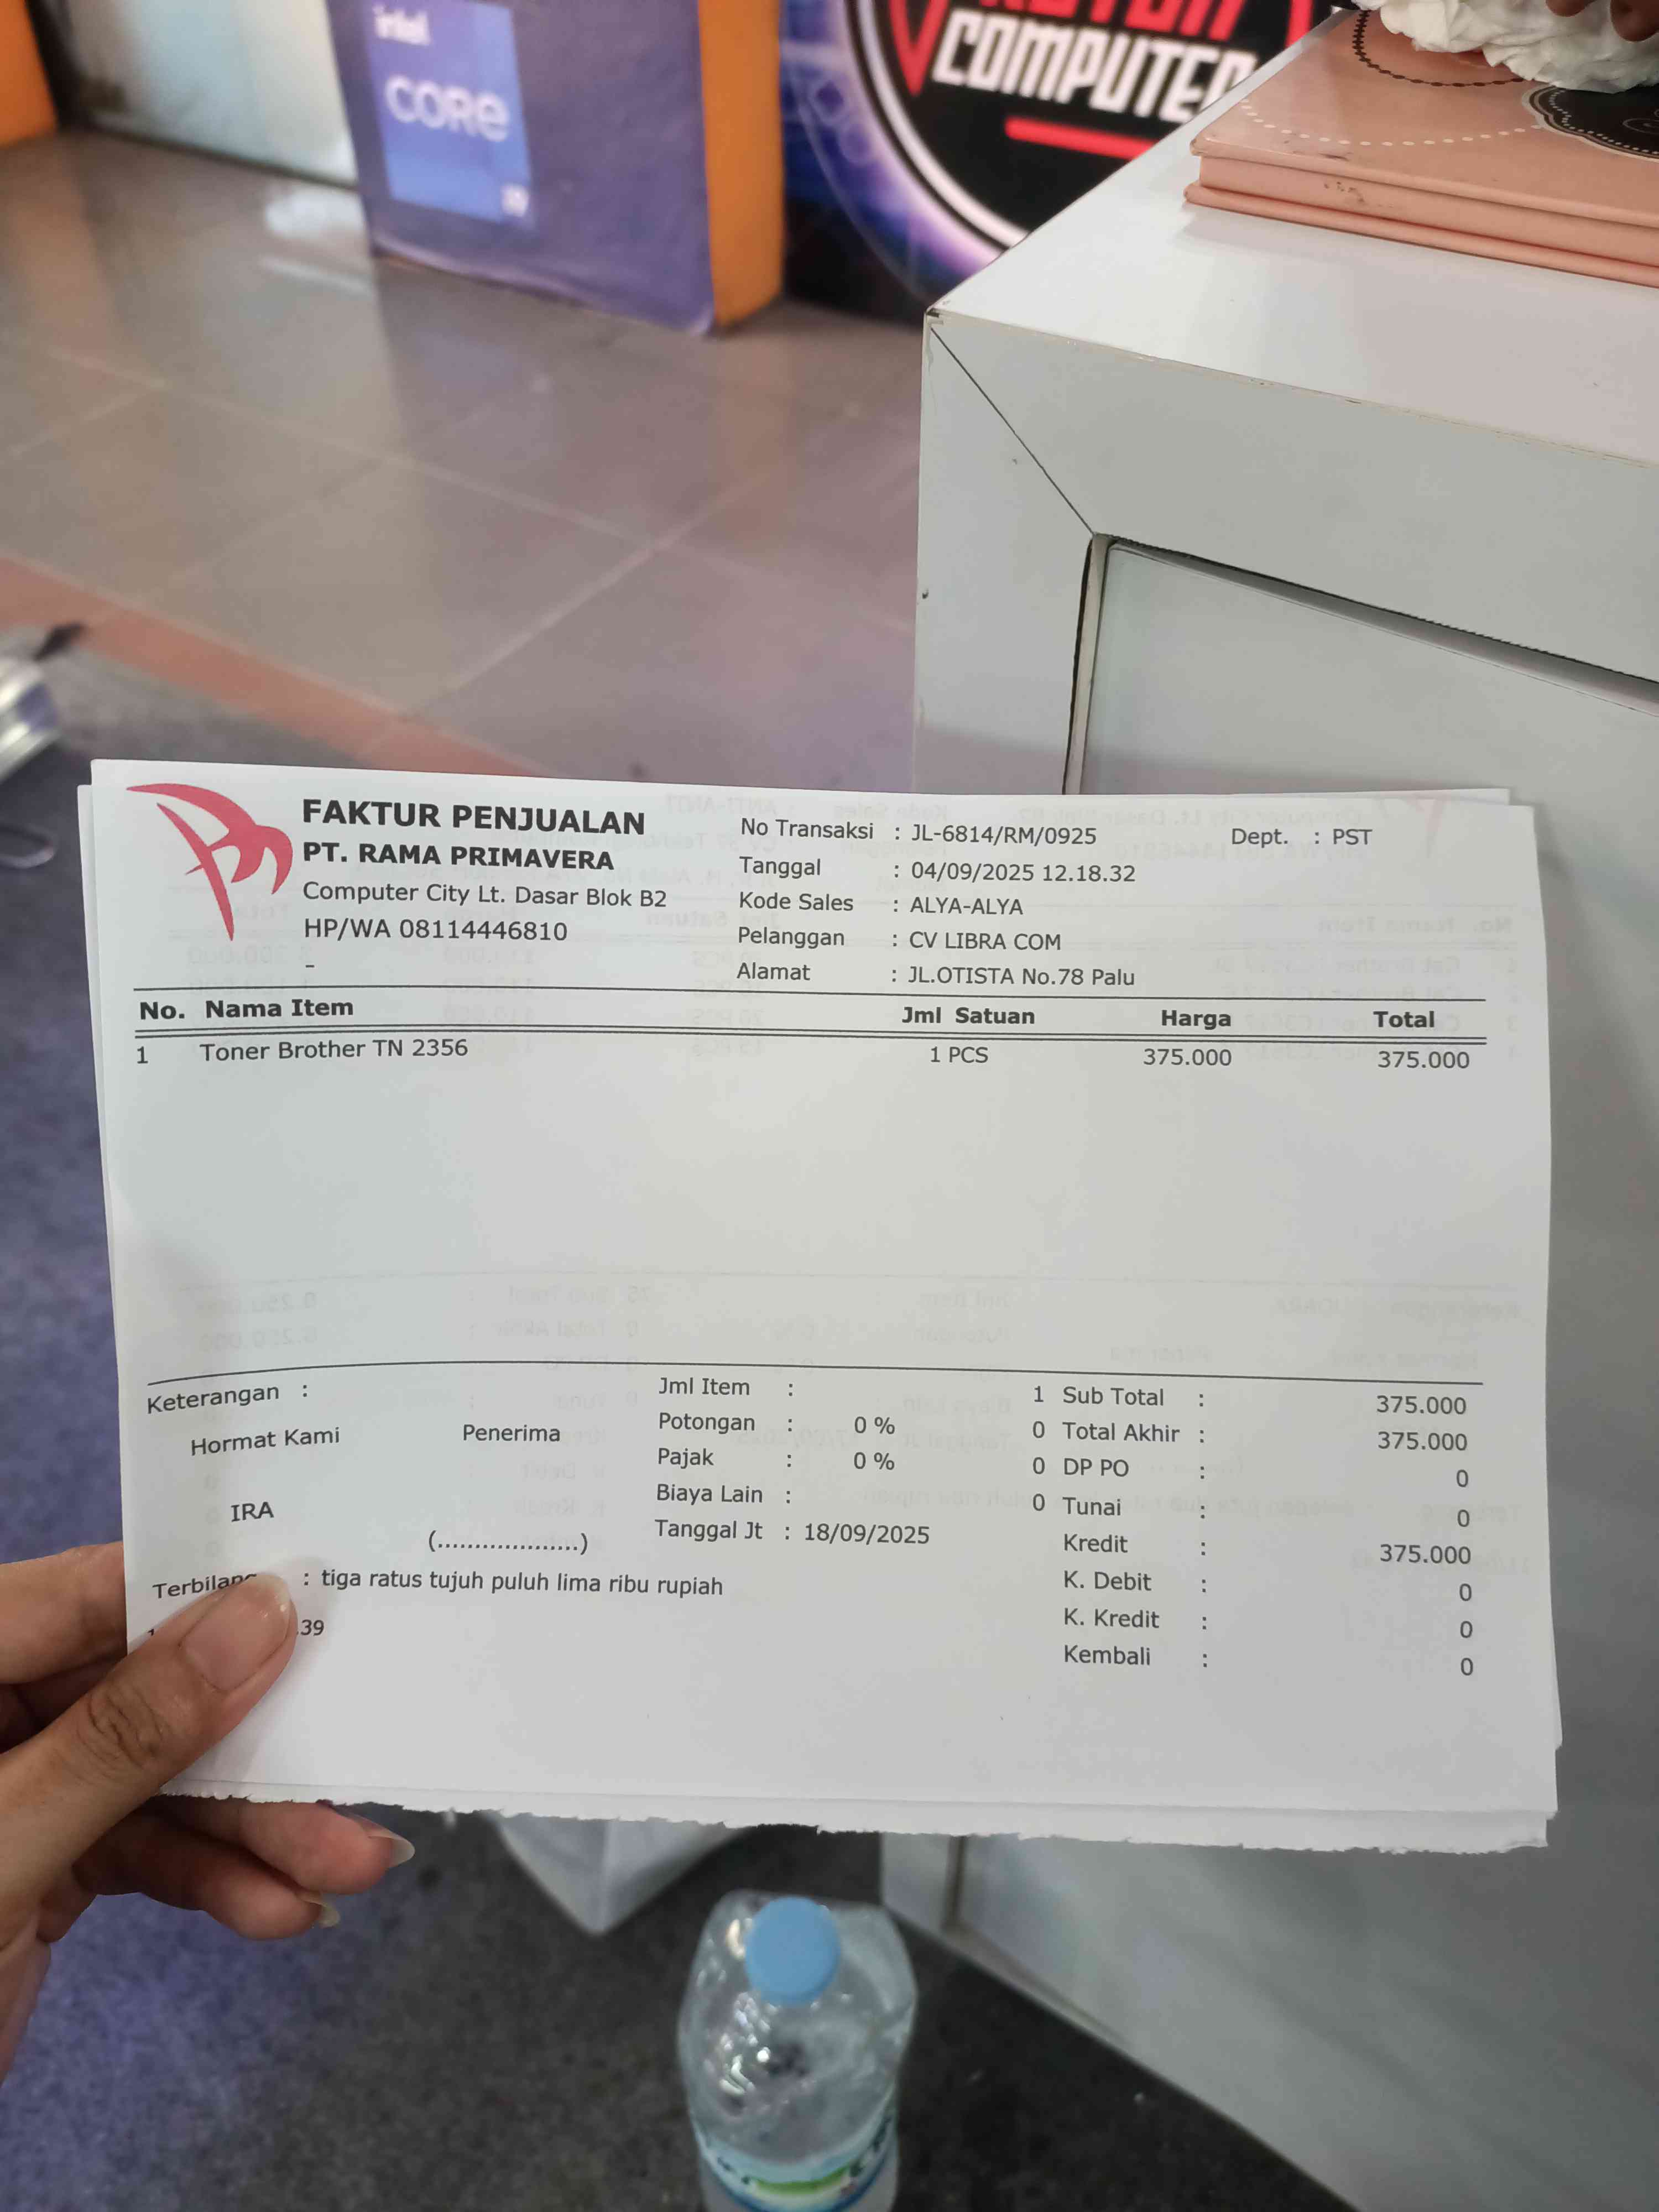 intel
CORE
COMPUTER
FAKTUR PENJUALAN
PT. RAMA PRIMAVERA
Computer City Lt. Dasar Blok B2
HP/WA 08114446810
-
No Transaksi : JL-6814/RM/0925 Dept. : PST
Tanggal : 04/09/2025 12.18.32
Kode Sales : ALYA-ALYA
Pelanggan : CV LIBRA COM
Alamat : JL.OTISTA No.78 Palu
No. Nama Item Jml Satuan Harga Total
1 Toner Brother TN 2356 1 PCS 375.000 375.000
Keterangan :
Hormat Kami Penerima
IRA
(...................)
Jml Item : 1
Potongan : 0 % 0
Pajak : 0 % 0
Biaya Lain : 0
Tanggal Jt : 18/09/2025
Sub Total : 375.000
Total Akhir : 375.000
DP PO : 0
Tunai : 0
Kredit : 375.000
K. Debit : 0
K. Kredit : 0
Kembali : 0
Terbilang : tiga ratus tujuh puluh lima ribu rupiah
.39